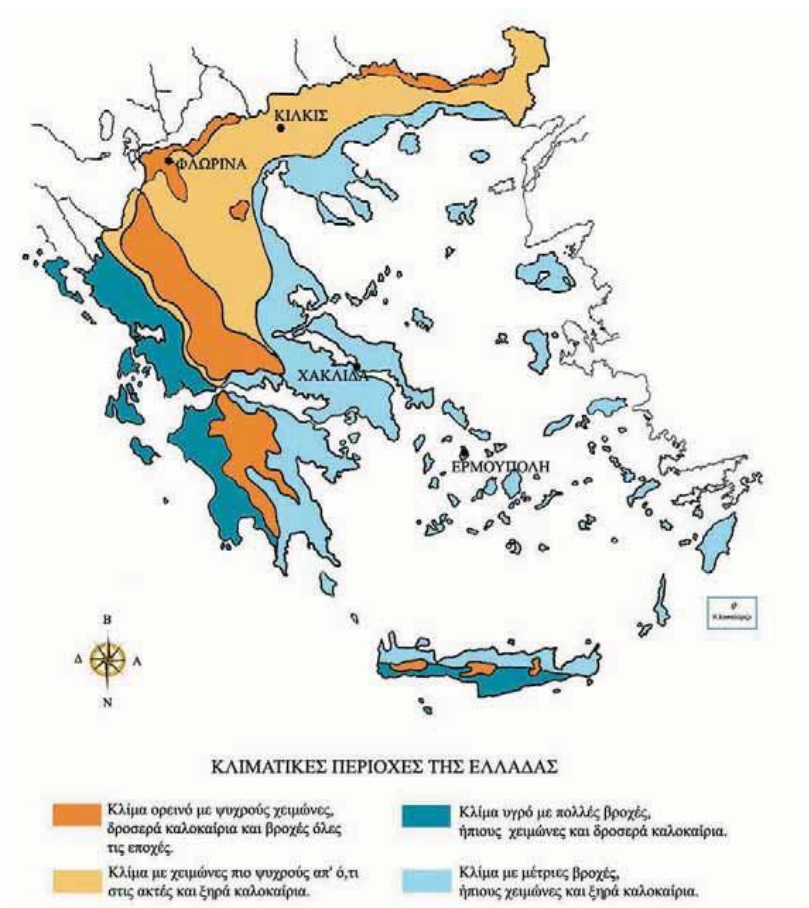 ΚΙΛΚΙΣ
ΦΛΩΡΙΝΑ
ΧΑΚΛΙΔΑ
ΕΡΜΟΥΠΟΛΗ
Β
Δ
Α
Ν
ΚΛΙΜΑΤΙΚΕΣ ΠΕΡΙΟΧΕΣ ΤΗΣ ΕΛΛΑΔΑΣ
Κλίμα ορεινό με ψυχρούς χειμώνες,
δροσερά καλοκαίρια και βροχές όλες
τις εποχές.
Κλίμα με χειμώνες πιο ψυχρούς απ' ό,τι
στις ακτές και ξηρά καλοκαίρια.
Κλίμα υγρό με πολλές βροχές,
ήπιους χειμώνες και δροσερά καλοκαίρια.
Κλίμα με μέτριες βροχές,
ήπιους χειμώνες και ξηρά καλοκαίρια.